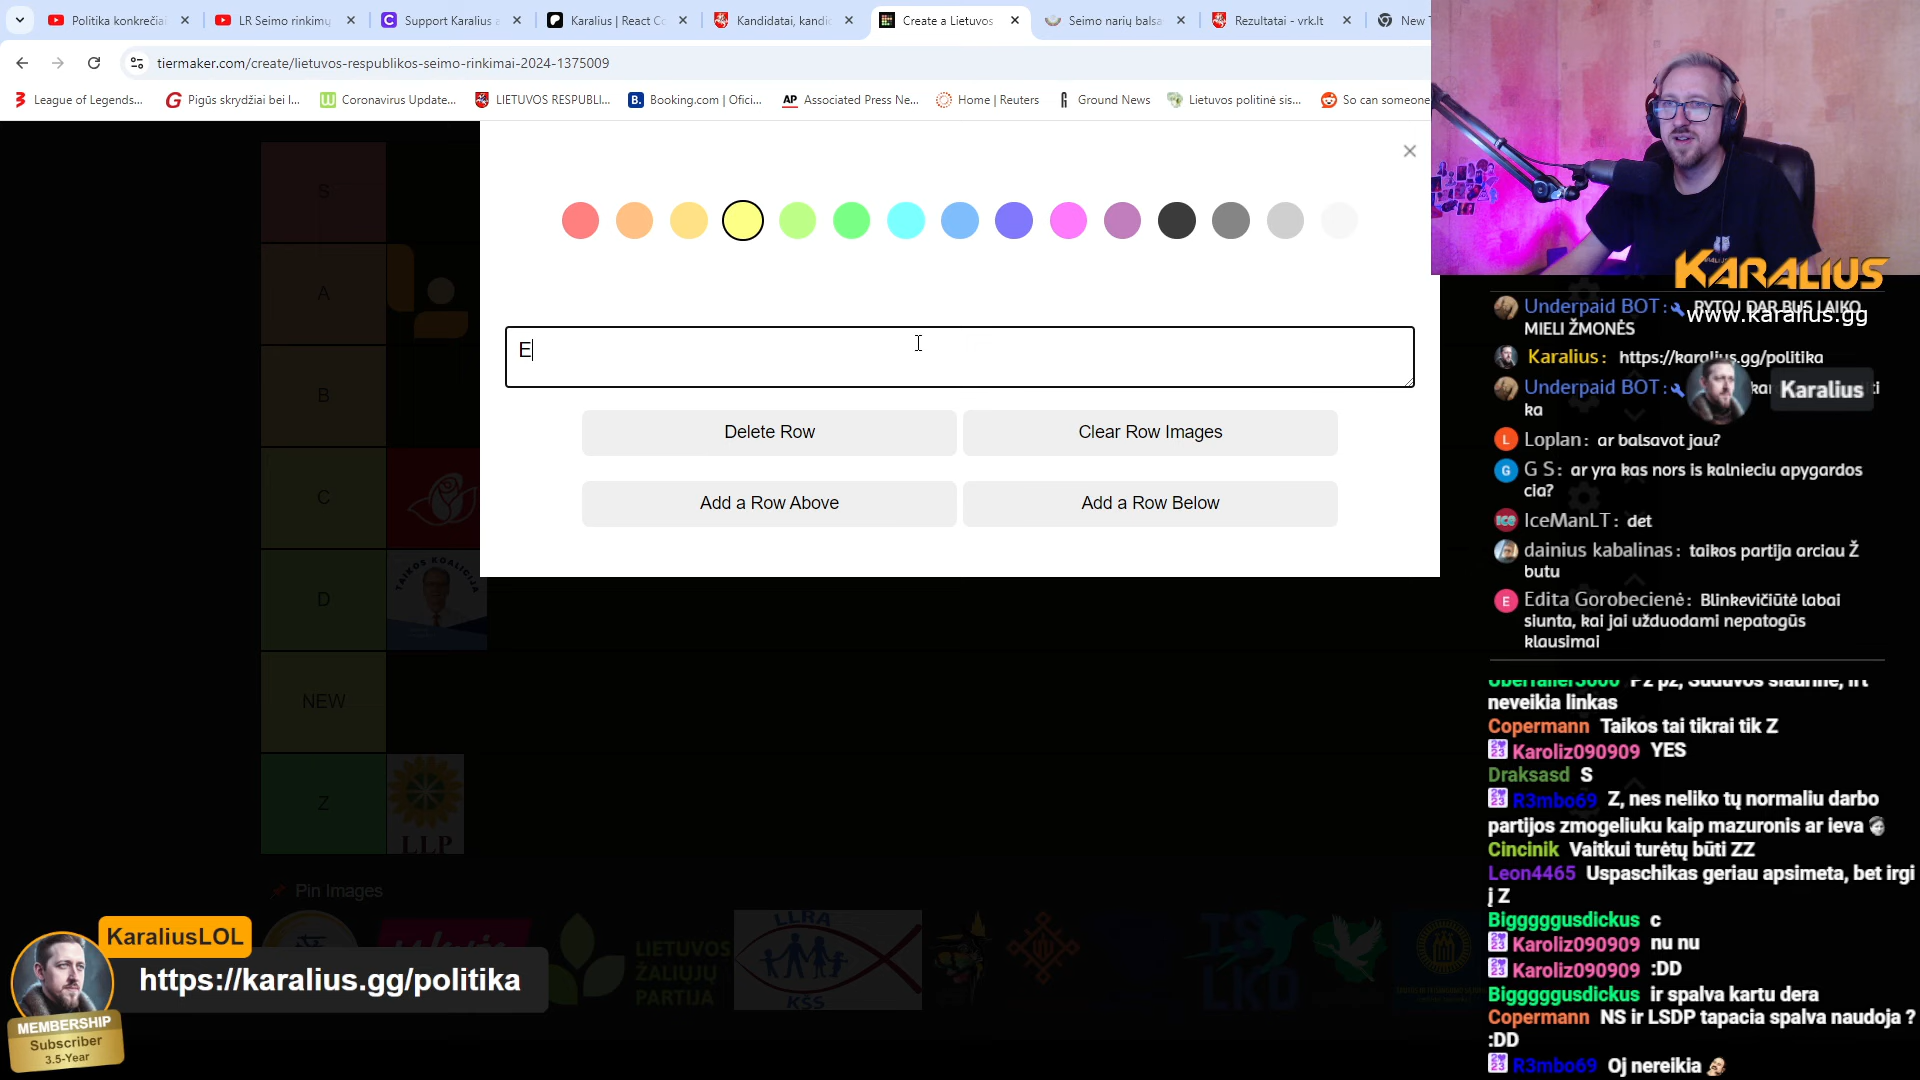 Politika konkrečiai
LR Seimo rinkimų
Support Karalius a
Karalius | React Co
Kandidatai, kandid
Create a Lietuvos
Seimo narių balsa
Rezultatai - vrk.lt
New T
tiermaker.com/create/lietuvos-respublikos-seimo-rinkimai-2024-1375009
League of Legends...
Pigūs skrydžiai bei l...
Coronavirus Update...
LIETUVOS RESPUBLI...
Booking.com | Ofici...
AP Associated Press Ne...
Home | Reuters
Ground News
Lietuvos politinė sis...
So can someone
S
A
B
C
D
NEW
Z
E
Delete Row
Clear Row Images
Add a Row Above
Add a Row Below
TAIKOS KOALICIJA
LLP
Pin Images
LIETUVOS
ŽALIŲJŲ
PARTIJA
LLRA
KŠS
TS
LKD
KARALIUS
www.karalius.gg
Underpaid BOT: RYTOJ DAR BUS LAIKO
MIELI ŽMONĖS
Karalius: https://karalius.gg/politika
Underpaid BOT:
ka
Karalius
Loplan: ar balsavot jau?
G S: ar yra kas nors is kalnieciu apygardos
cia?
IceManLT: det
dainius kabalinas: taikos partija arciau Ž
butu
Edita Gorobecienė: Blinkevičiūtė labai
siunta, kai jai užduodami nepatogūs
klausimai
neveikia linkas
Copermann Taikos tai tikrai tik Z
Karoliz090909 YES
Draksasd S
R3mbo69 Z, nes neliko tų normaliu darbo
partijos zmogeliuku kaip mazuronis ar ieva
Cincinik Vaitkui turėtų būti ZZ
Leon4465 Uspaschikas geriau apsimeta, bet irgi
į Z
Bigggggusdickus c
Karoliz090909 nu nu
Karoliz090909 :DD
Bigggggusdickus ir spalva kartu dera
Copermann NS ir LSDP tapacia spalva naudoja ?
:DD
R3mbo69 Oj nereikia
KaraliusLOL
https://karalius.gg/politika
MEMBERSHIP
Subscriber
3.5-Year